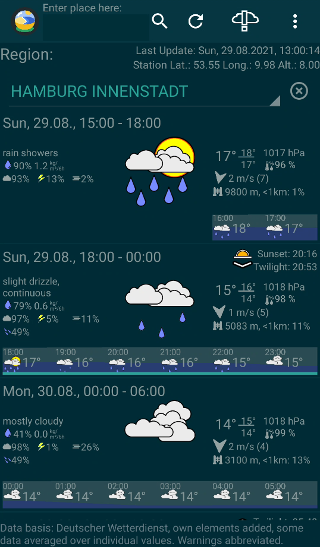 Enter place here:
Region:
Last Update: Sun, 29.08.2021, 13:00:14
Station Lat.: 53.55 Long.: 9.98 Alt.: 8.00
HAMBURG INNENSTADT
Sun, 29.08., 15:00 - 18:00
rain showers
90% 1.2 kg/m²
93% 13% =2%
17° 18° 17° 1017 hPa
96 %
2 m/s (7)
9800 m, <1km: 1%
16:00 17:00
18° 17°
Sun, 29.08., 18:00 - 00:00
Sunset: 20:16
Twilight: 20:53
slight drizzle,
continuous
79% 0.6
97% 5% =11%
49%
15° 16° 14° 1018 hPa
98 %
1 m/s (5)
5083 m, <1km: 11%
18:00 19:00 20:00 21:00 22:00 23:00
17° 16° 16° 16° 15° 15°
Mon, 30.08., 00:00 - 06:00
mostly cloudy
41% 0.0
98% 1% =26%
49%
14° 15° 14° 1018 hPa
99 %
2 m/s (4)
3100 m, <1km: 13%
00:00 01:00 02:00 03:00 04:00 05:00
14° 14° 14° 14° 14° 14°
Data basis: Deutscher Wetterdienst, own elements added, some
data averaged over individual values. Warnings abbreviated.